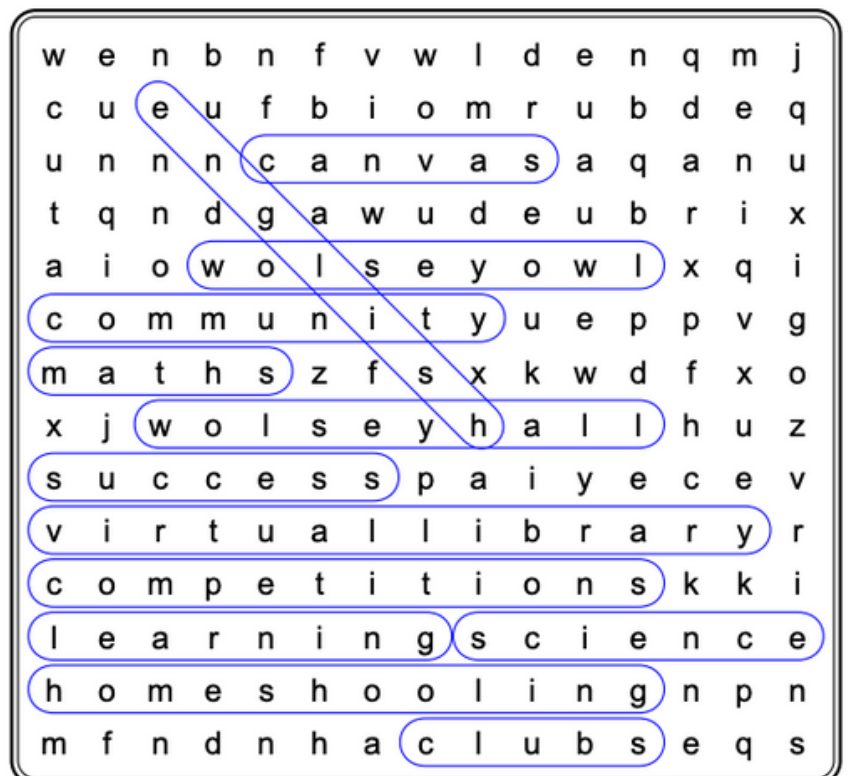 w e n b n f v w l d e n q m j
c u e u f b i o m r u b d e q
u n n n c a n v a s a q a n u
t q n d g a w u d e u b r i x
a i o w o l s e y o w l x q i
c o m m u n i t y u e p p v g
m a t h s z f s x k w d f x o
x j w o l s e y h a l l h u z
s u c c e s s p a i y e c e v
v i r t u a l l i b r a r y r
c o m p e t i t i o n s k k i
l e a r n i n g s c i e n c e
h o m e s h o o l i n g n p n
m f n d n h a c l u b s e q s